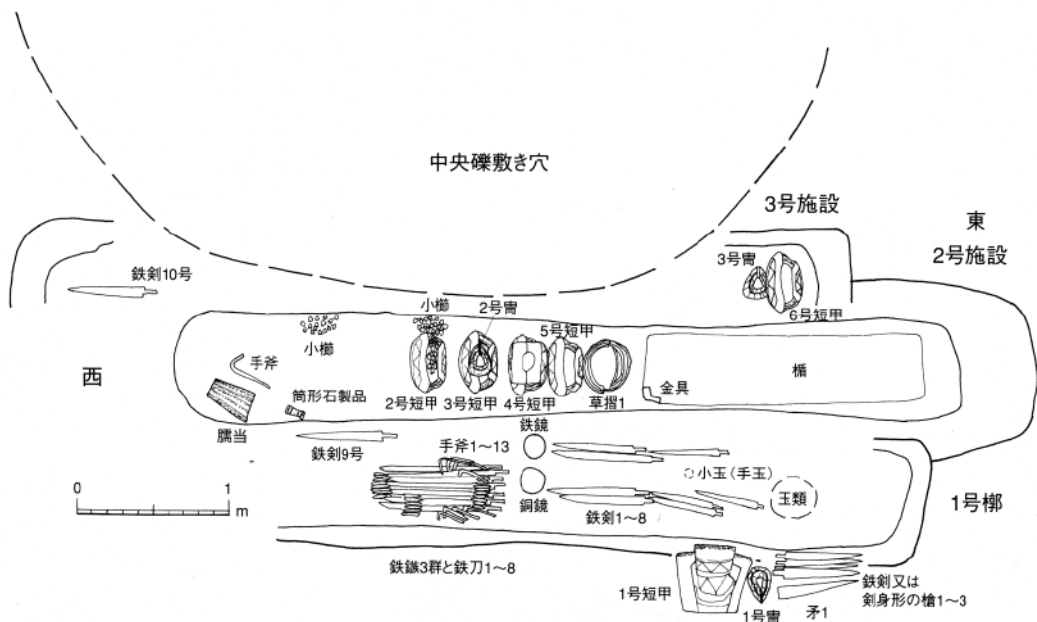 中央礫敷き穴
3号施設
東
2号施設
3号冑
6号短甲
鉄剣10号
小櫛
2号冑
5号短甲
小櫛
手斧
西
楯
金具
筒形石製品
2号短甲
3号短甲
4号短甲
草摺1
臑当
鉄剣9号
手斧1～13
鉄鏡
小玉(手玉)
玉類
0
1
m
銅鏡
鉄剣1～8
1号槨
鉄鏃3群と鉄刀1～8
1号短甲
1号冑
矛1
鉄剣又は
剣身形の槍1～3